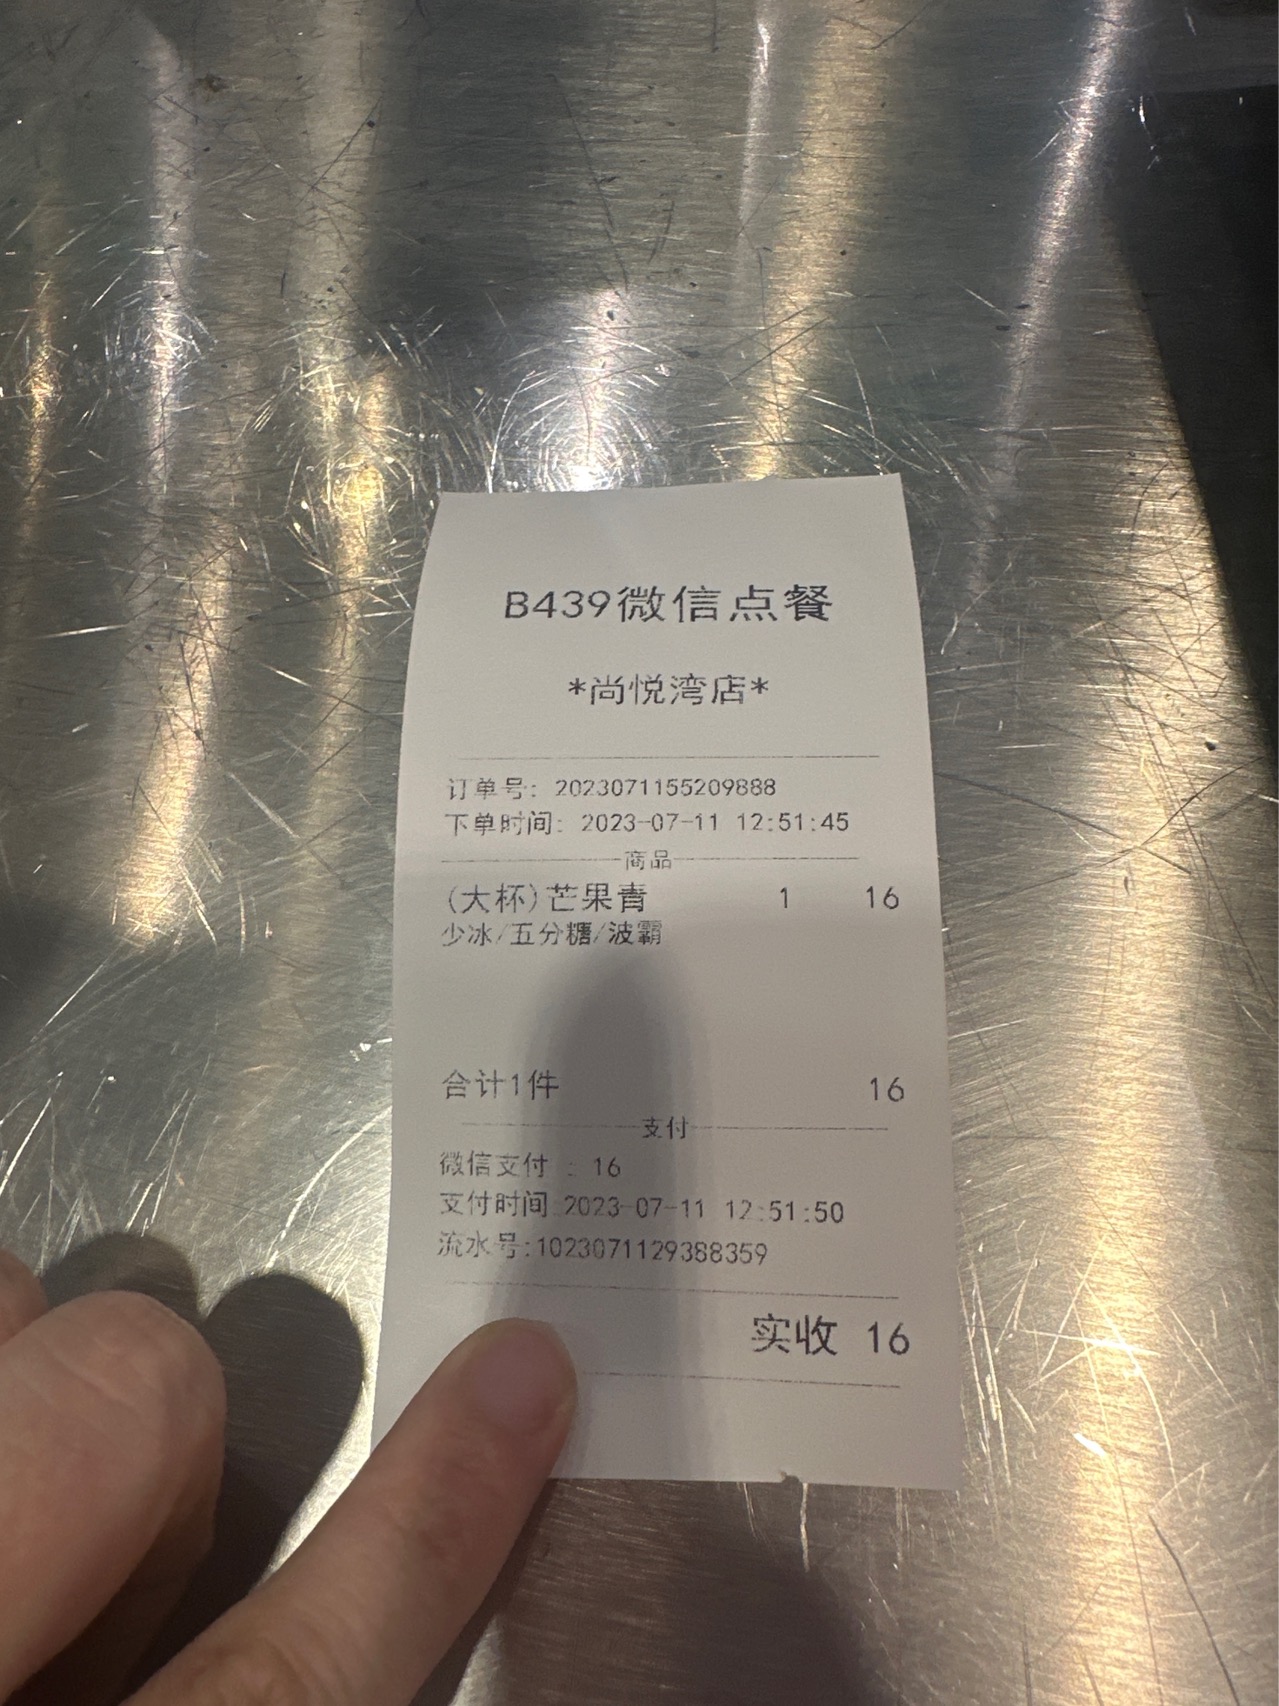 B439微信点餐
*尚悦湾店*
订单号: 2023071155209888
下单时间: 2023-07-11 12:51:45
商品
(大杯)芒果青 1 16
少冰/五分糖/波霸
合计1件 16
支付
微信支付 : 16
支付时间:2023-07-11 12:51:50
流水号:1023071129388359
实收 16